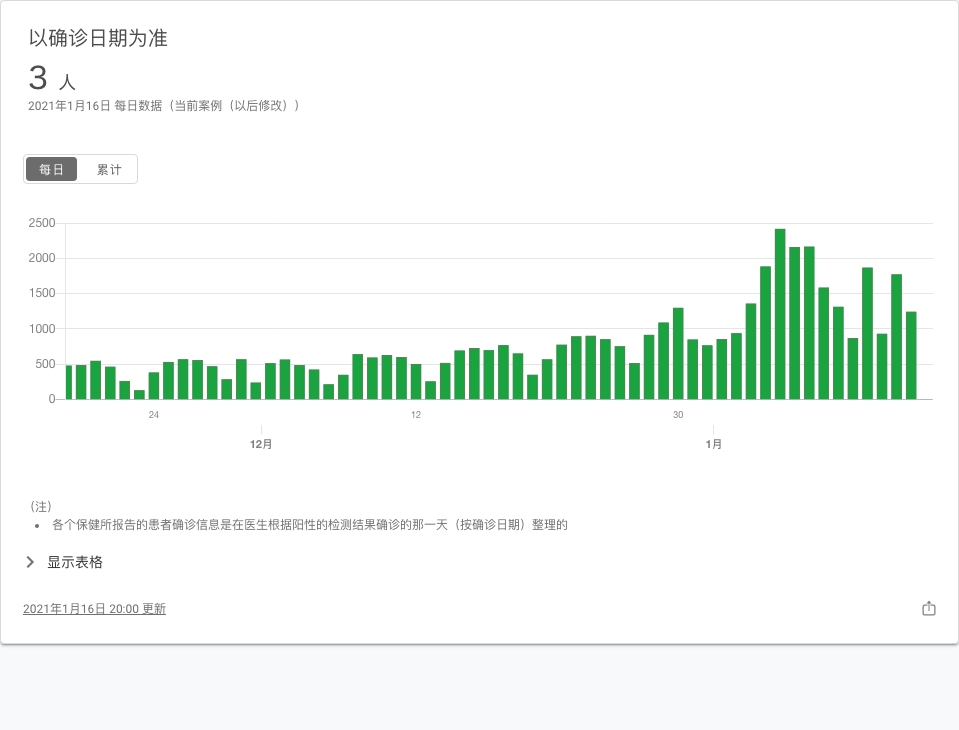 以确诊日期为准
3 人
2021年1月16日 每日数据（当前案例（以后修改））
每日 累计
2500
2000
1500
1000
500
0
24 12 30
12月 1月
（注）
• 各个保健所报告的患者确诊信息是在医生根据阳性的检测结果确诊的那一天（按确诊日期）整理的
显示表格
2021年1月16日 20:00 更新